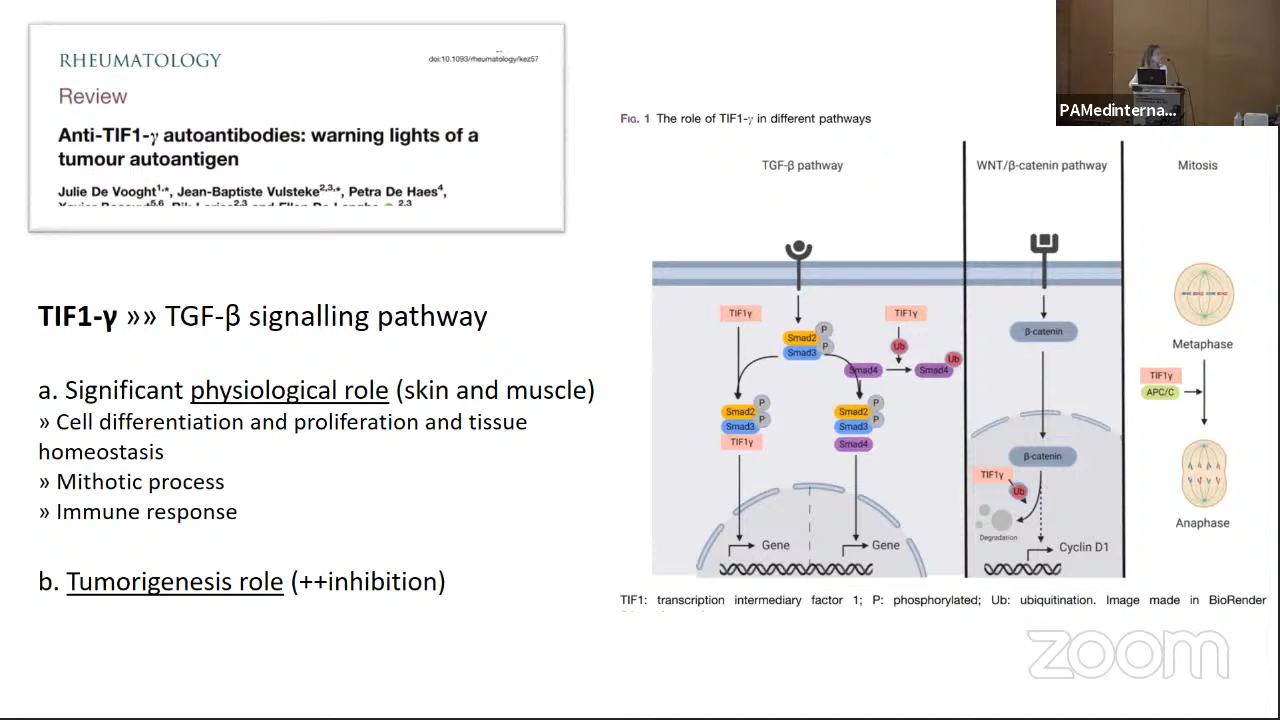 RHEUMATOLOGY
doi:10.1093/rheumatology/kez57
Review
Anti-TIF1-γ autoantibodies: warning lights of a
tumour autoantigen
Julie De Vooght1,*, Jean-Baptiste Vulsteke2,3,*, Petra De Haes4,
TIF1-γ »» TGF-β signalling pathway
a. Significant physiological role (skin and muscle)
» Cell differentiation and proliferation and tissue
homeostasis
» Mithotic process
» Immune response
b. Tumorigenesis role (++inhibition)
PAMedinterna...
FIG. 1 The role of TIF1-γ in different pathways
TGF-β pathway
TIF1γ
TIF1γ
P
Smad2
P
Smad3
Ub
Ub
Smad4
Smad4
P
Smad2
P
Smad3
TIF1γ
P
Smad2
P
Smad3
Smad4
Gene
Gene
WNT/β-catenin pathway
β-catenin
β-catenin
TIF1γ
Ub
Degradation
Cyclin D1
Mitosis
Metaphase
TIF1γ
APC/C
Anaphase
TIF1: transcription intermediary factor 1; P: phosphorylated; Ub: ubiquitination. Image made in BioRender
zoom